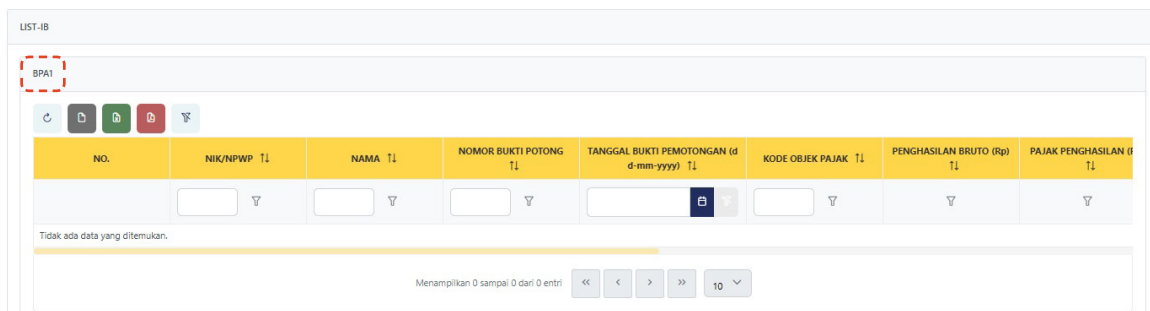 LIST-IB
BPA1
NO.
NIK/NPWP
NAMA
NOMOR BUKTI POTONG
TANGGAL BUKTI PEMOTONGAN (d
d-mm-yyyy)
KODE OBJEK PAJAK
PENGHASILAN BRUTO (Rp)
PAJAK PENGHASILAN (
Tidak ada data yang ditemukan.
Menampilkan 0 sampai 0 dari 0 entri
10